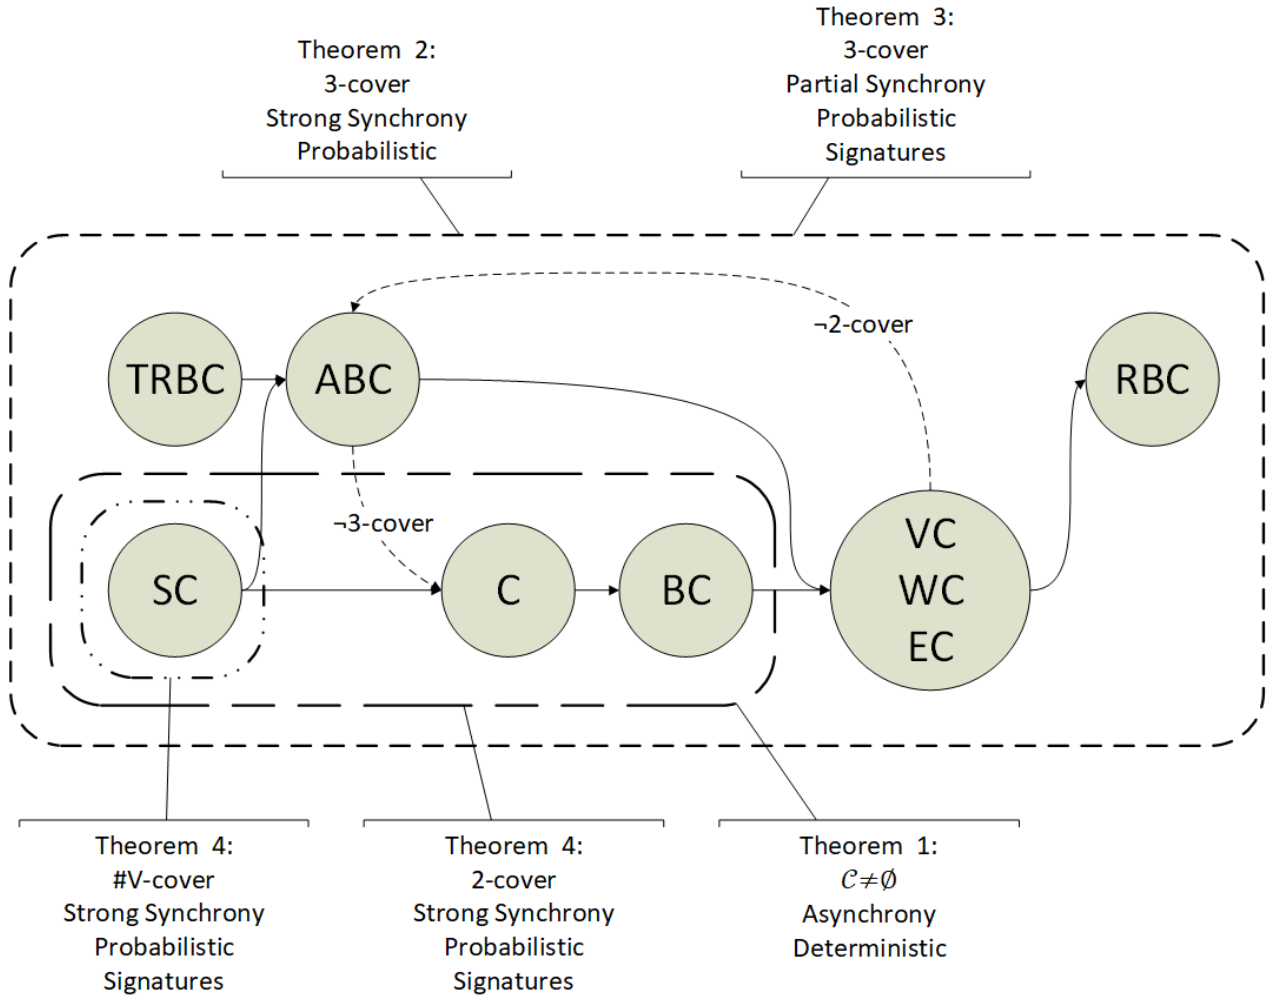 Theorem 2:
3-cover
Strong Synchrony
Probabilistic
Theorem 3:
3-cover
Partial Synchrony
Probabilistic
Signatures
¬2-cover
TRBC
ABC
RBC
¬3-cover
SC
C
BC
VC
WC
EC
Theorem 4:
#V-cover
Strong Synchrony
Probabilistic
Signatures
Theorem 4:
2-cover
Strong Synchrony
Probabilistic
Signatures
Theorem 1:
𝒞≠∅
Asynchrony
Deterministic